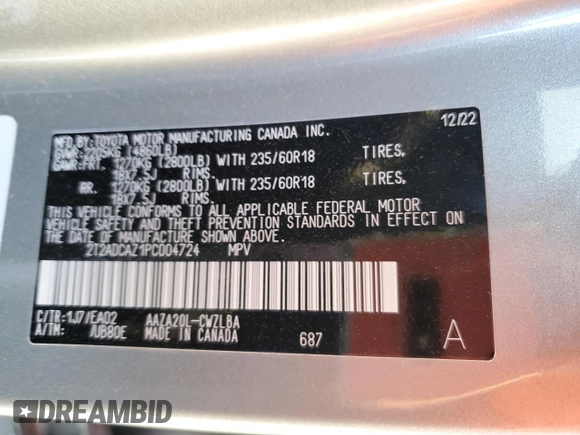 12/22
MFD.BY:TOYOTA MOTOR MANUFACTURING CANADA INC.
GVWR:2205KG (4860LB)
GAWR:FRT. 1270KG (2800LB) WITH 235/60R18 TIRES,
18X7.5J RIMS.
RR. 1270KG (2800LB) WITH 235/60R18 TIRES,
18X7.5J RIMS.
THIS VEHICLE CONFORMS TO ALL APPLICABLE FEDERAL MOTOR
VEHICLE SAFETY AND THEFT PREVENTION STANDARDS IN EFFECT ON
THE DATE OF MANUFACTURE SHOWN ABOVE.
2T2ADCAZ1PC004724 MPV
C/TR:1J7/EA02 AAZA20L-CWZLBA
A/TM: /UB80E MADE IN CANADA 687 A
DREAMBID